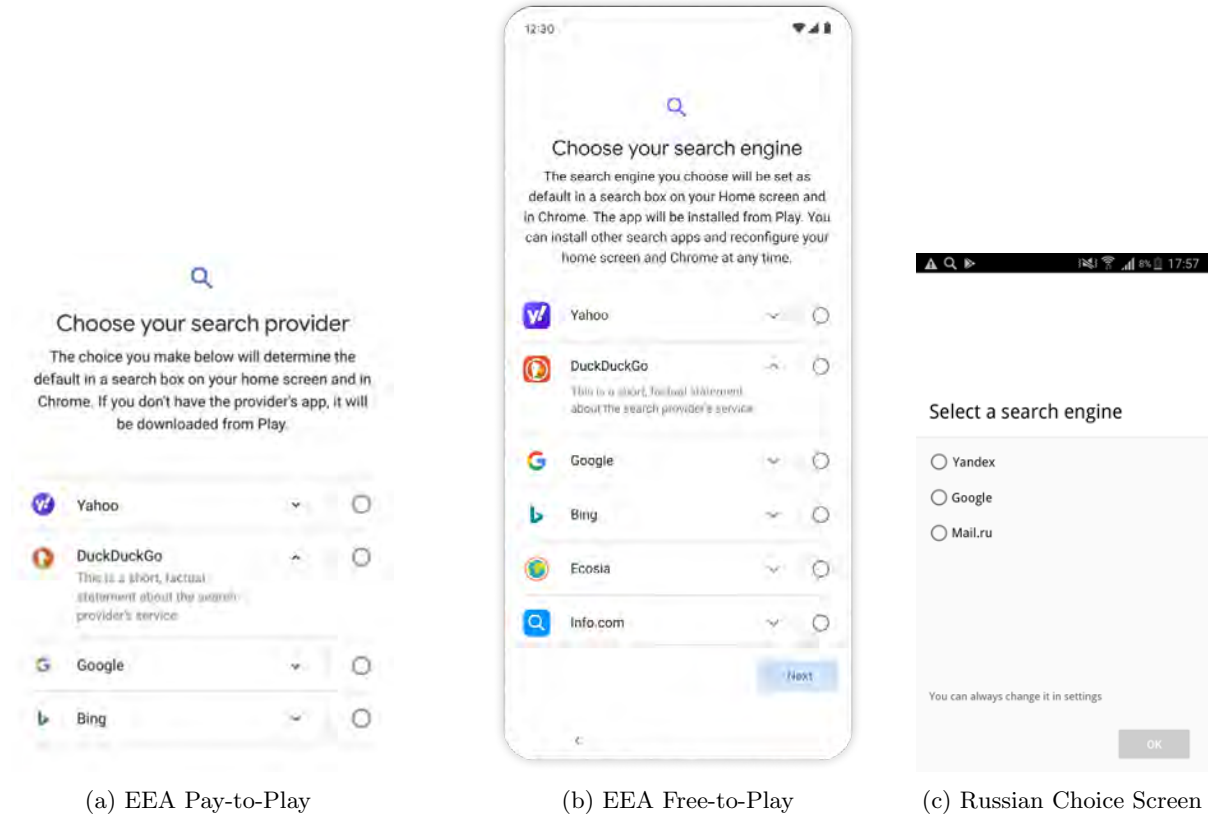 Choose your search provider
The choice you make below will determine the
default in a search box on your home screen and in
Chrome. If you don't have the provider's app, it will
be downloaded from Play.
Yahoo
DuckDuckGo
This is a short, factual
statement about the search
provider's service
Google
Bing
(a) EEA Pay-to-Play
12:30
Choose your search engine
The search engine you choose will be set as
default in a search box on your Home screen and
in Chrome. The app will be installed from Play. You
can install other search apps and reconfigure your
home screen and Chrome at any time.
Yahoo
DuckDuckGo
This is a short, factual statement
about the search provider's service
Google
Bing
Ecosia
Info.com
Next
(b) EEA Free-to-Play
8% 17:57
Select a search engine
Yandex
Google
Mail.ru
You can always change it in settings
OK
(c) Russian Choice Screen